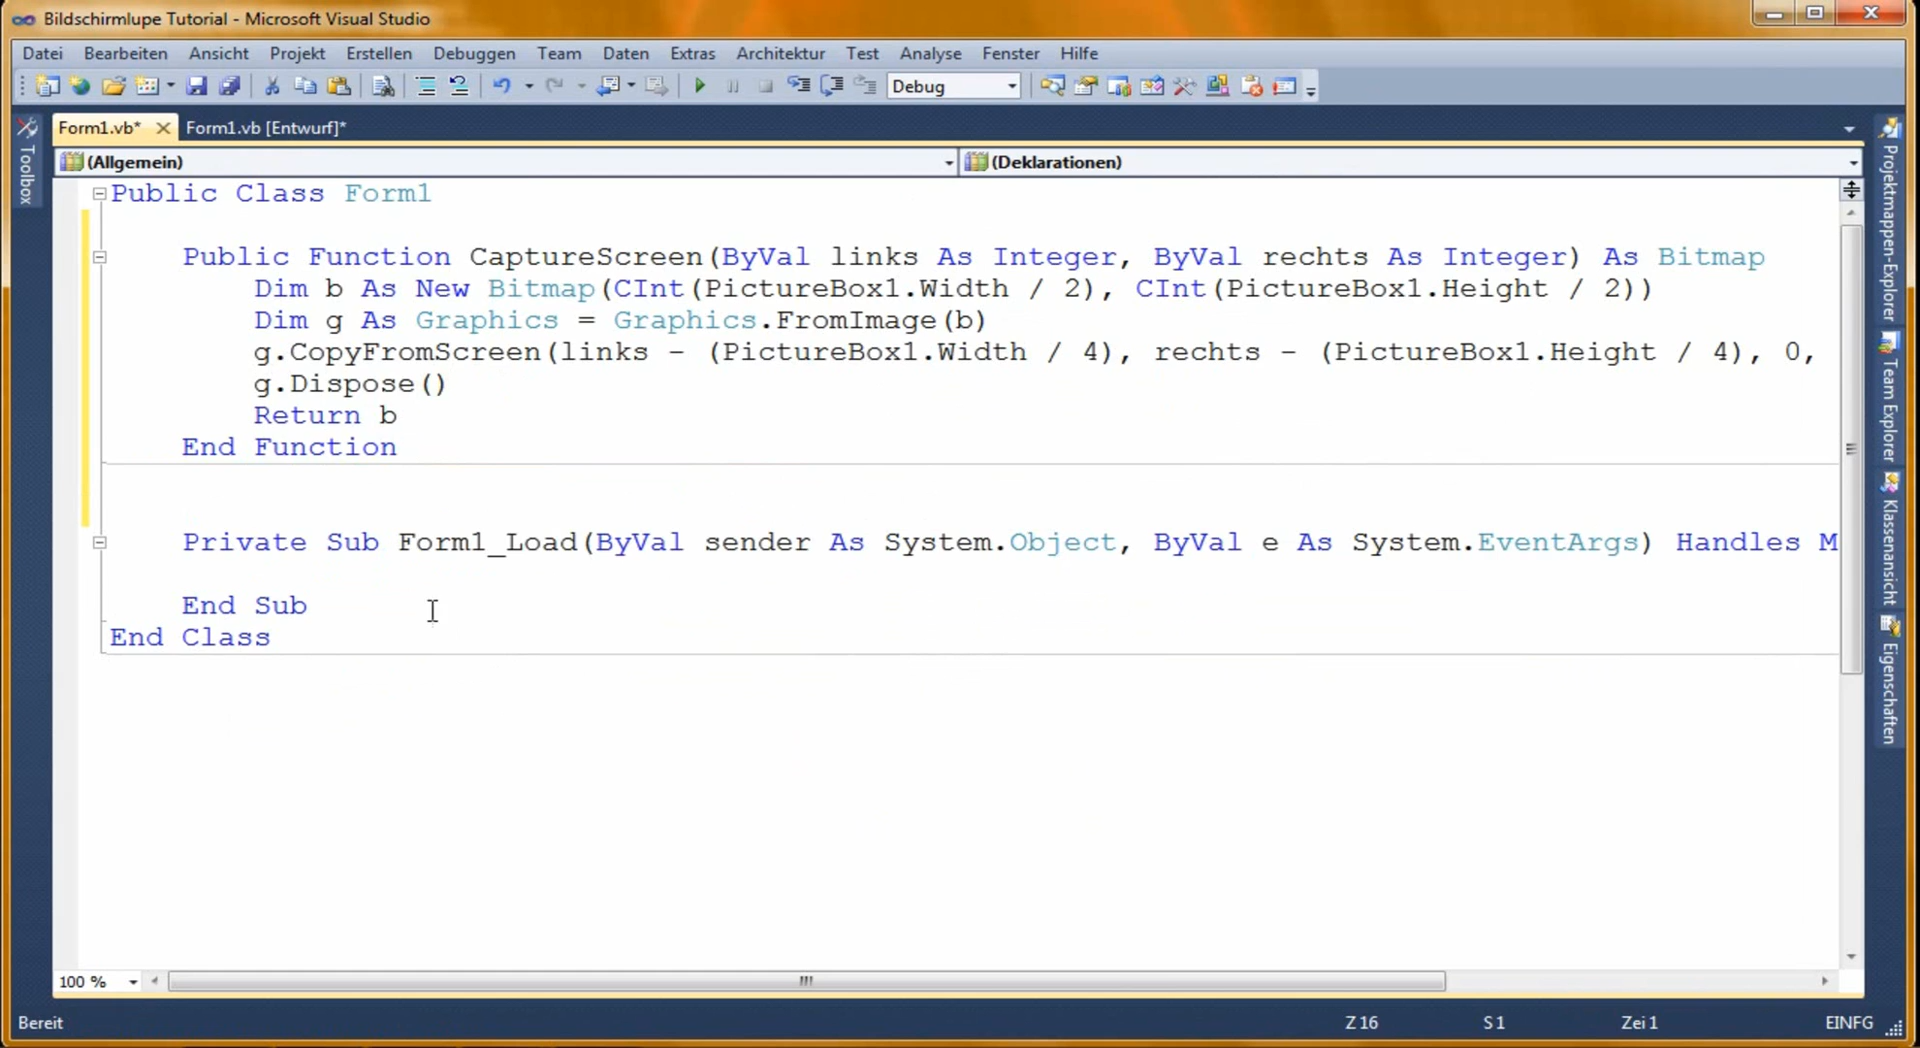 Bildschirmlupe Tutorial - Microsoft Visual Studio
Datei Bearbeiten Ansicht Projekt Erstellen Debuggen Team Daten Extras Architektur Test Analyse Fenster Hilfe
Debug
Form1.vb* Form1.vb [Entwurf]*
(Allgemein) (Deklarationen)
Public Class Form1
Public Function CaptureScreen(ByVal links As Integer, ByVal rechts As Integer) As Bitmap
Dim b As New Bitmap(CInt(PictureBox1.Width / 2), CInt(PictureBox1.Height / 2))
Dim g As Graphics = Graphics.FromImage(b)
g.CopyFromScreen(links - (PictureBox1.Width / 4), rechts - (PictureBox1.Height / 4), 0,
g.Dispose()
Return b
End Function
Private Sub Form1_Load(ByVal sender As System.Object, ByVal e As System.EventArgs) Handles M
End Sub
End Class
100 %
Bereit Z 16 S 1 Zei 1 EINFG
Toolbox
Projektmappen-Explorer
Team Explorer
Klassenansicht
Eigenschaften